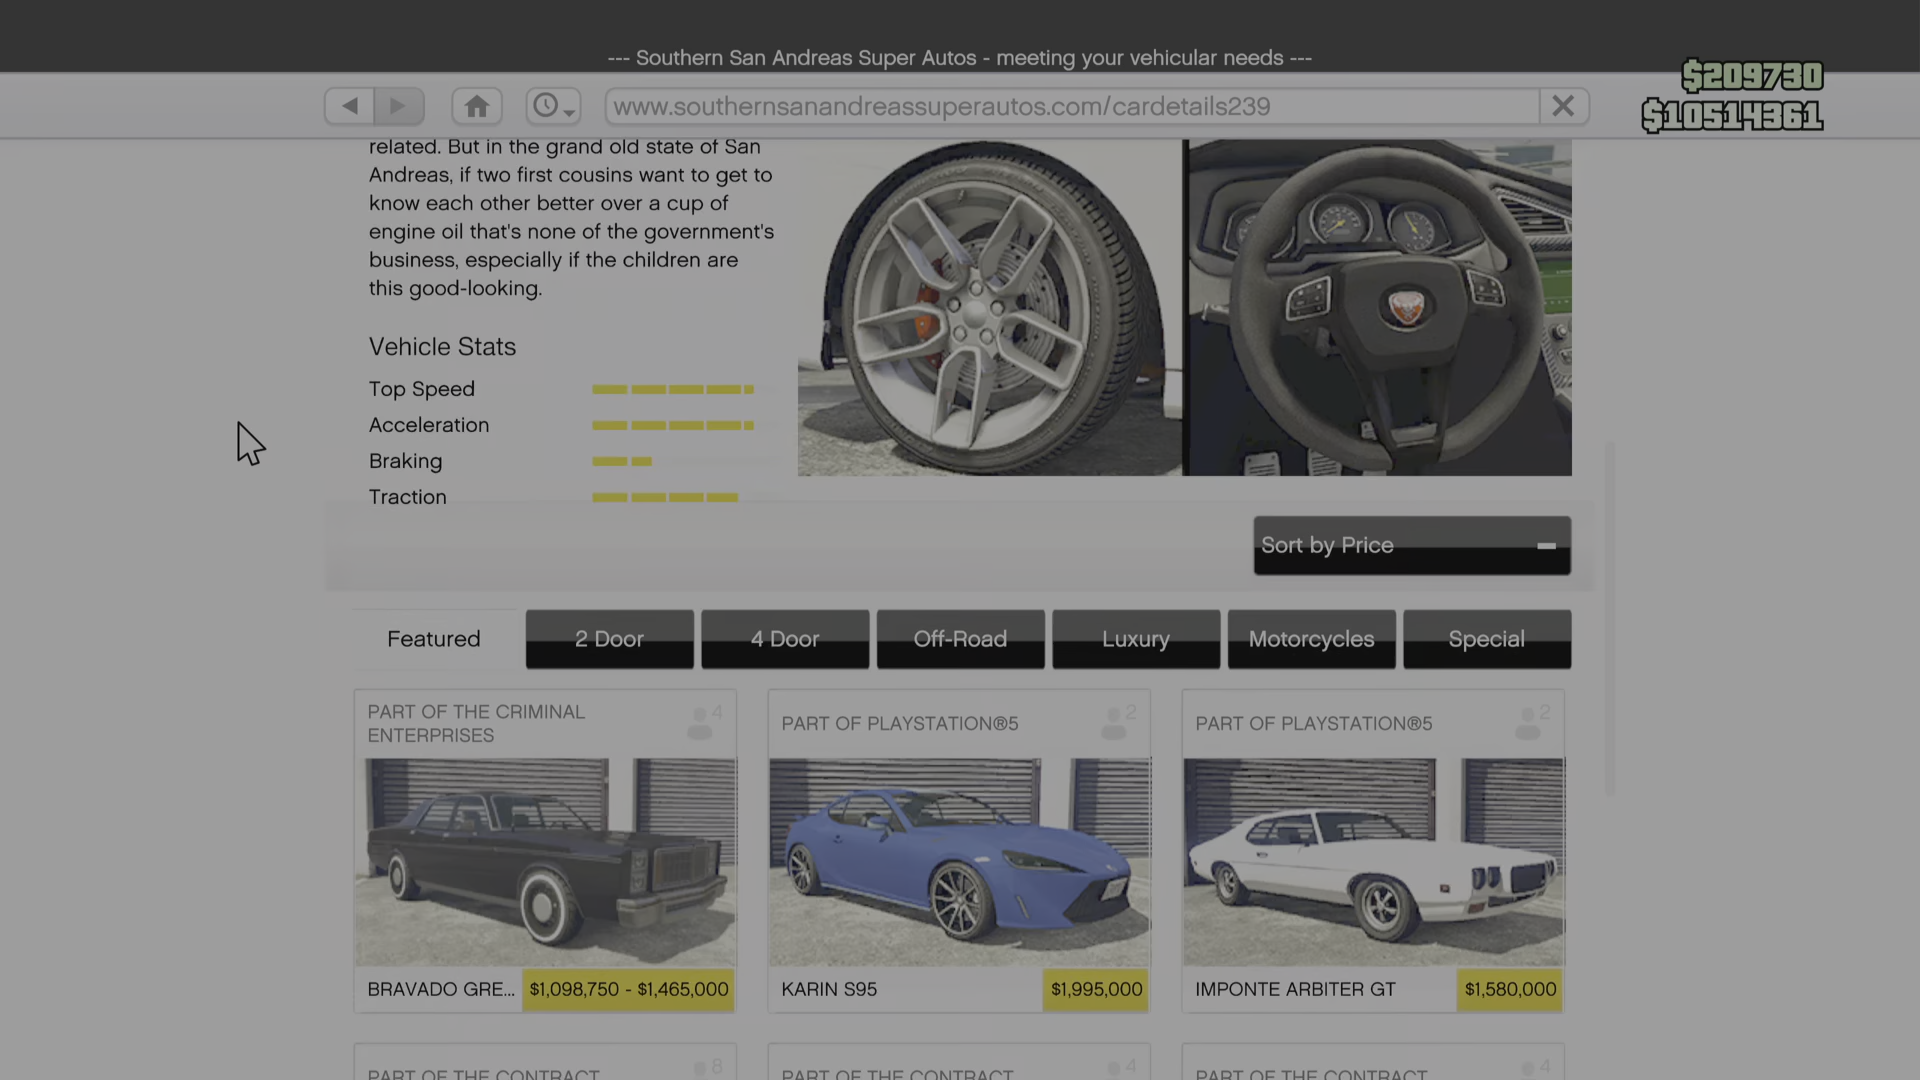 --- Southern San Andreas Super Autos - meeting your vehicular needs ---
$209730
www.southernsanandreassuperautos.com/cardetails239
$10514361
related. But in the grand old state of San
Andreas, if two first cousins want to get to
know each other better over a cup of
engine oil that's none of the government's
business, especially if the children are
this good-looking.
Vehicle Stats
Top Speed
Acceleration
Braking
Traction
Sort by Price
Featured
2 Door
4 Door
Off-Road
Luxury
Motorcycles
Special
PART OF THE CRIMINAL
ENTERPRISES
4
BRAVADO GRE...
$1,098,750 - $1,465,000
PART OF PLAYSTATION®5
2
KARIN S95
$1,995,000
PART OF PLAYSTATION®5
2
IMPONTE ARBITER GT
$1,580,000
PART OF THE CONTRACT
8
PART OF THE CONTRACT
4
PART OF THE CONTRACT
4